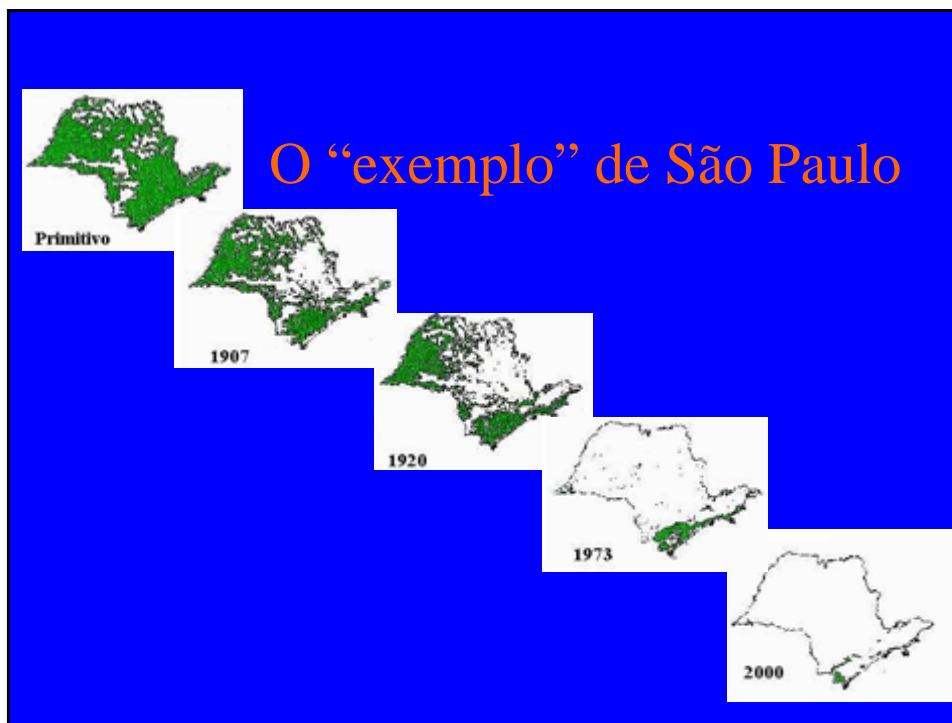 O “exemplo” de São Paulo
Primitivo
1907
1920
1973
2000